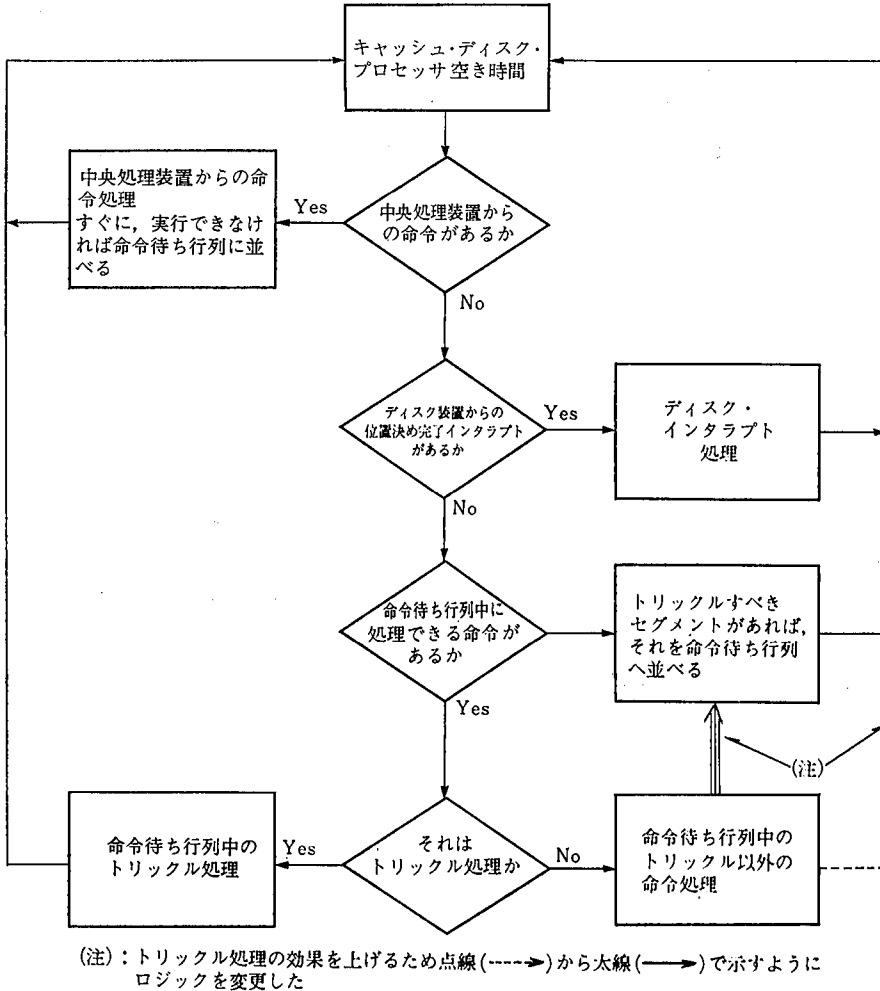 キャッシュ・ディスク・
プロセッサ空き時間
中央処理装置からの命
令処理
すぐに，実行できなけ
れば命令待ち行列に並
べる
Yes
中央処理装置から
の命令があるか
No
ディスク装置からの
位置決め完了インタラプト
があるか
Yes
ディスク・
インタラプト
処理
No
命令待ち行列中に
処理できる命令が
あるか
トリックルすべき
セグメントがあれば，
それを命令待ち行列
へ並べる
Yes
(注)
命令待ち行列中の
トリックル処理
Yes
それは
トリックル処理か
No
命令待ち行列中の
トリックル以外の
命令処理
(注)：トリックル処理の効果を上げるため点線(----➤)から太線(──➤)で示すように
ロジックを変更した